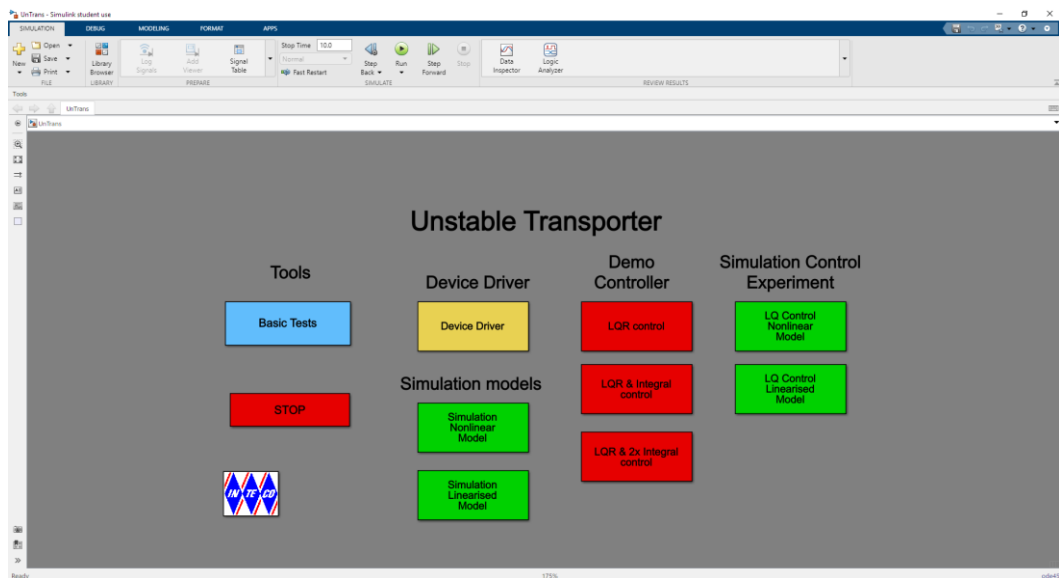 UnTrans - Simulink student use
SIMULATION DEBUG MODELING FORMAT APPS
New
Open
Save
Print
FILE
Library
Browser
LIBRARY
Log
Signals
Add
Viewer
Signal
Table
PREPARE
Stop Time 10.0
Normal
Fast Restart
Step
Back
Run
Step
Forward
Stop
SIMULATE
Data
Inspector
Logic
Analyzer
REVIEW RESULTS
Tools
UnTrans
UnTrans
Unstable Transporter
Tools
Basic Tests
STOP
IN TE CO
Device Driver
Device Driver
Simulation models
Simulation
Nonlinear
Model
Simulation
Linearised
Model
Demo
Controller
LQR control
LQR & Integral
control
LQR & 2x Integral
control
Simulation Control
Experiment
LQ Control
Nonlinear
Model
LQ Control
Linearised
Model
Ready
175%
ode45